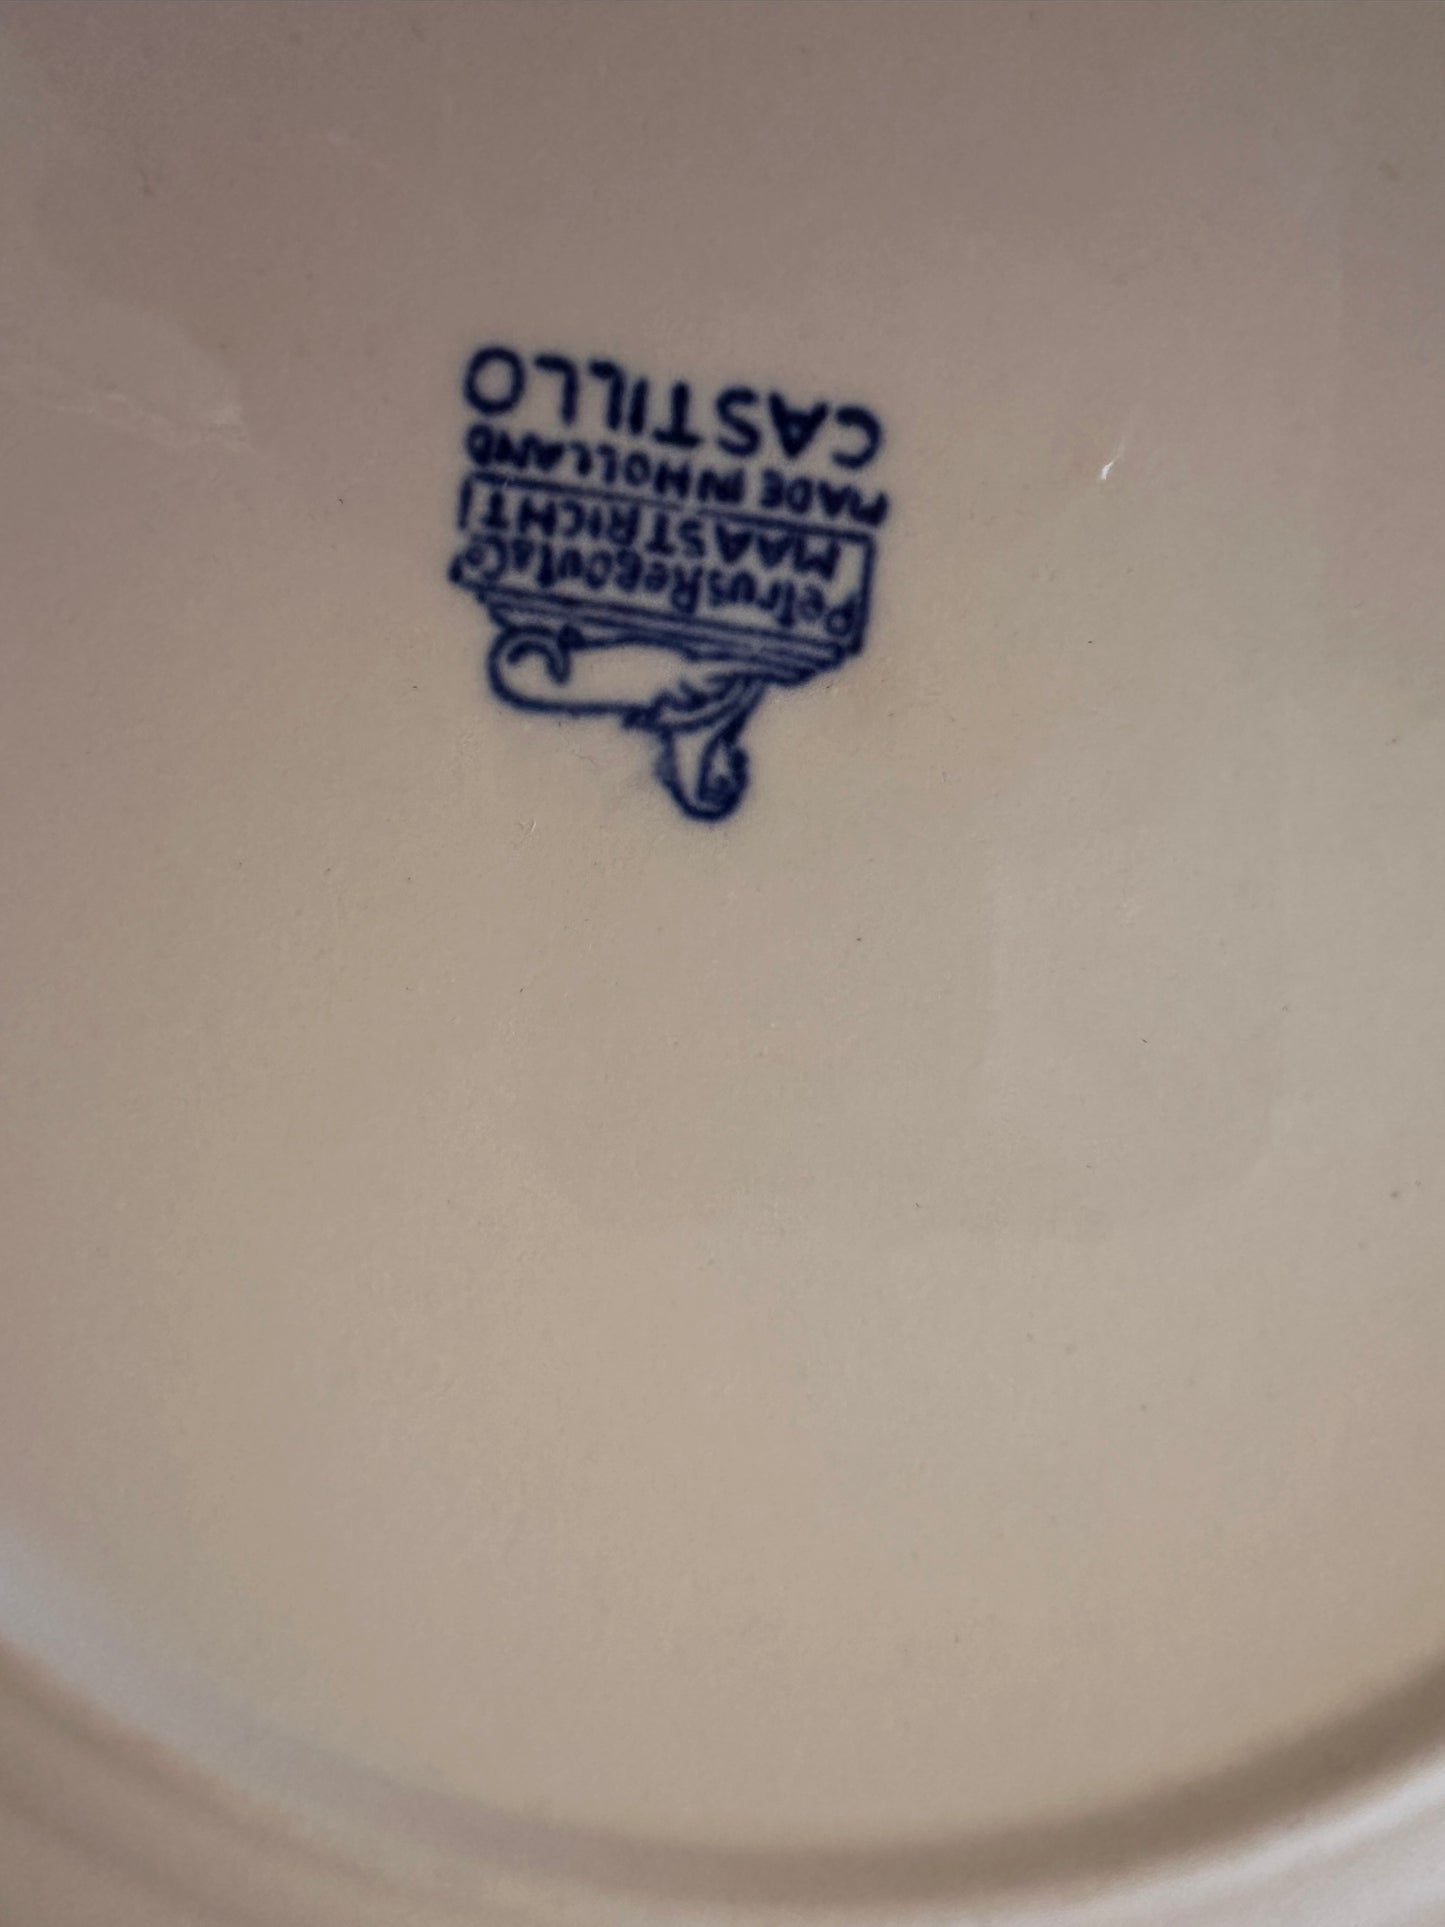 Petrus Regout & Co
MAASTRICHT
MADE IN HOLLAND
CASTILLO